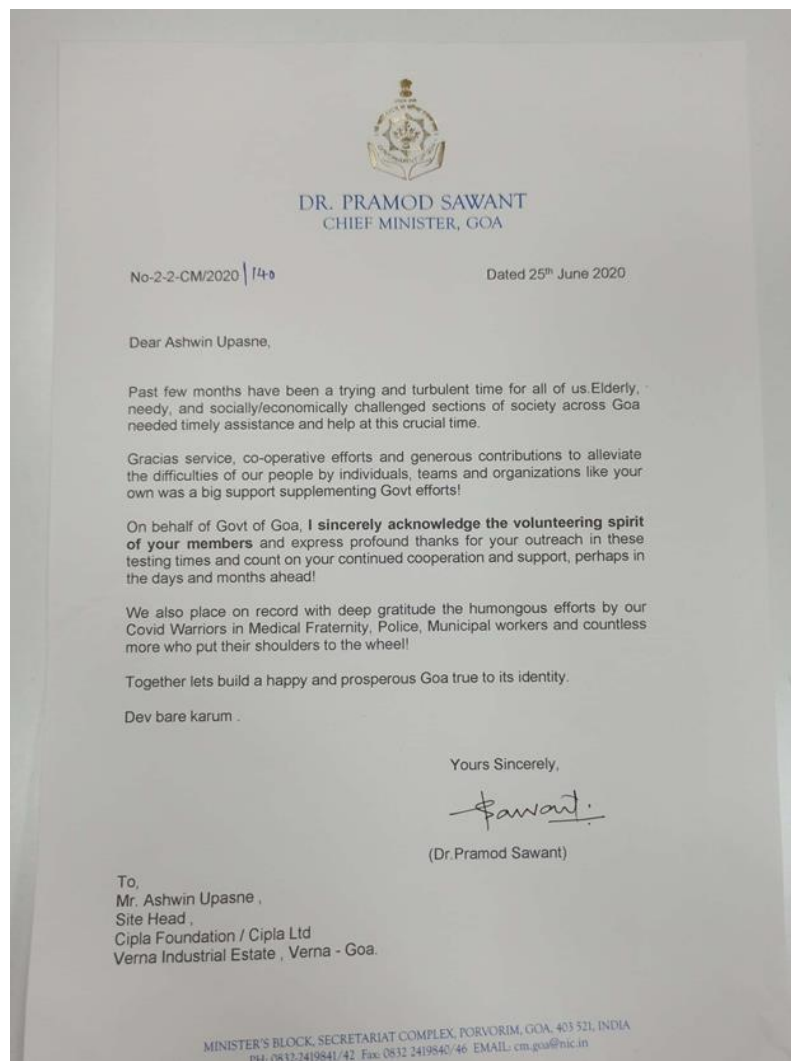 DR. PRAMOD SAWANT
CHIEF MINISTER, GOA
No-2-2-CM/2020/140
Dated 25th June 2020
Dear Ashwin Upasne,
Past few months have been a trying and turbulent time for all of us.Elderly,
needy, and socially/economically challenged sections of society across Goa
needed timely assistance and help at this crucial time.
Gracias service, co-operative efforts and generous contributions to alleviate
the difficulties of our people by individuals, teams and organizations like your
own was a big support supplementing Govt efforts!
On behalf of Govt of Goa, I sincerely acknowledge the volunteering spirit
of your members and express profound thanks for your outreach in these
testing times and count on your continued cooperation and support, perhaps in
the days and months ahead!
We also place on record with deep gratitude the humongous efforts by our
Covid Warriors in Medical Fraternity, Police, Municipal workers and countless
more who put their shoulders to the wheel!
Together lets build a happy and prosperous Goa true to its identity.
Dev bare karum .
Yours Sincerely,
Sawant.
(Dr.Pramod Sawant)
To,
Mr. Ashwin Upasne ,
Site Head ,
Cipla Foundation / Cipla Ltd
Verna Industrial Estate , Verna - Goa.
MINISTER'S BLOCK, SECRETARIAT COMPLEX, PORVORIM, GOA, 403 521, INDIA
PH: 0832-2419841/42 Fax: 0832 2419840/46 EMAIL: cm.goa@nic.in